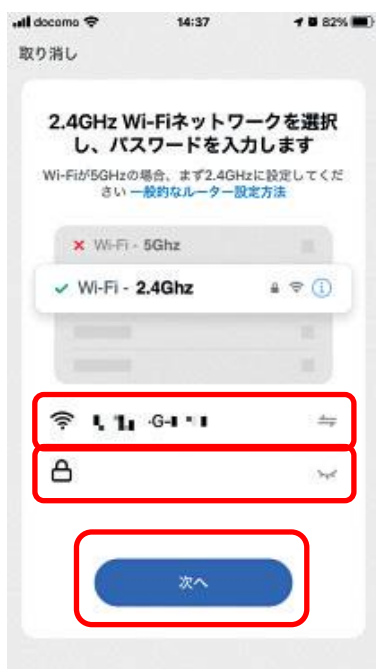 docomo 14:37 82%
取り消し
2.4GHz Wi-Fiネットワークを選択
し、パスワードを入力します
Wi-Fiが5GHzの場合、まず2.4GHzに設定してくだ
さい 一般的なルーター設定
方法
Wi-Fi - 5Ghz
Wi-Fi - 2.4Ghz
-G-
次へ